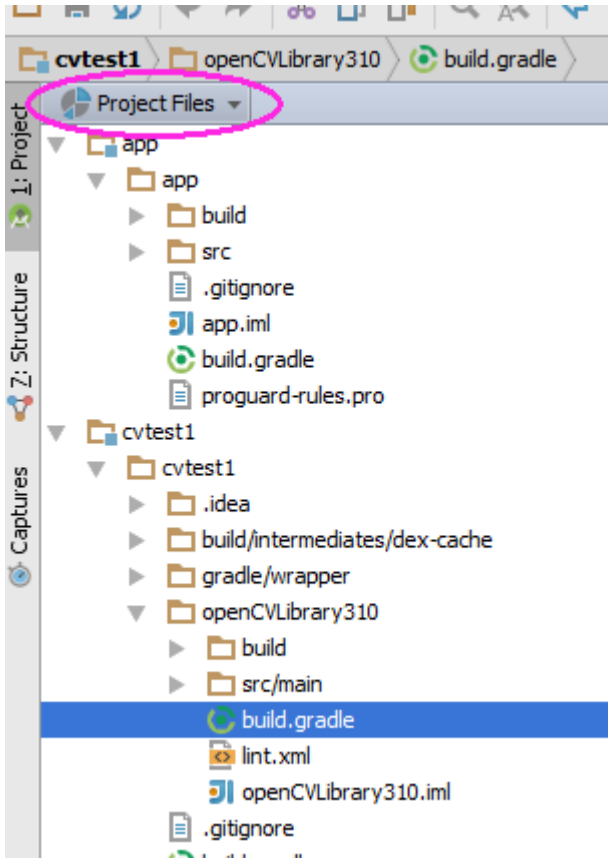 cvtest1 openCVLibrary310 build.gradle
Project Files
1: Project
app
app
build
src
.gitignore
app.iml
build.gradle
proguard-rules.pro
7: Structure
cvtest1
cvtest1
.idea
build/intermediates/dex-cache
gradle/wrapper
openCVLibrary310
build
src/main
build.gradle
lint.xml
openCVLibrary310.iml
.gitignore
Captures